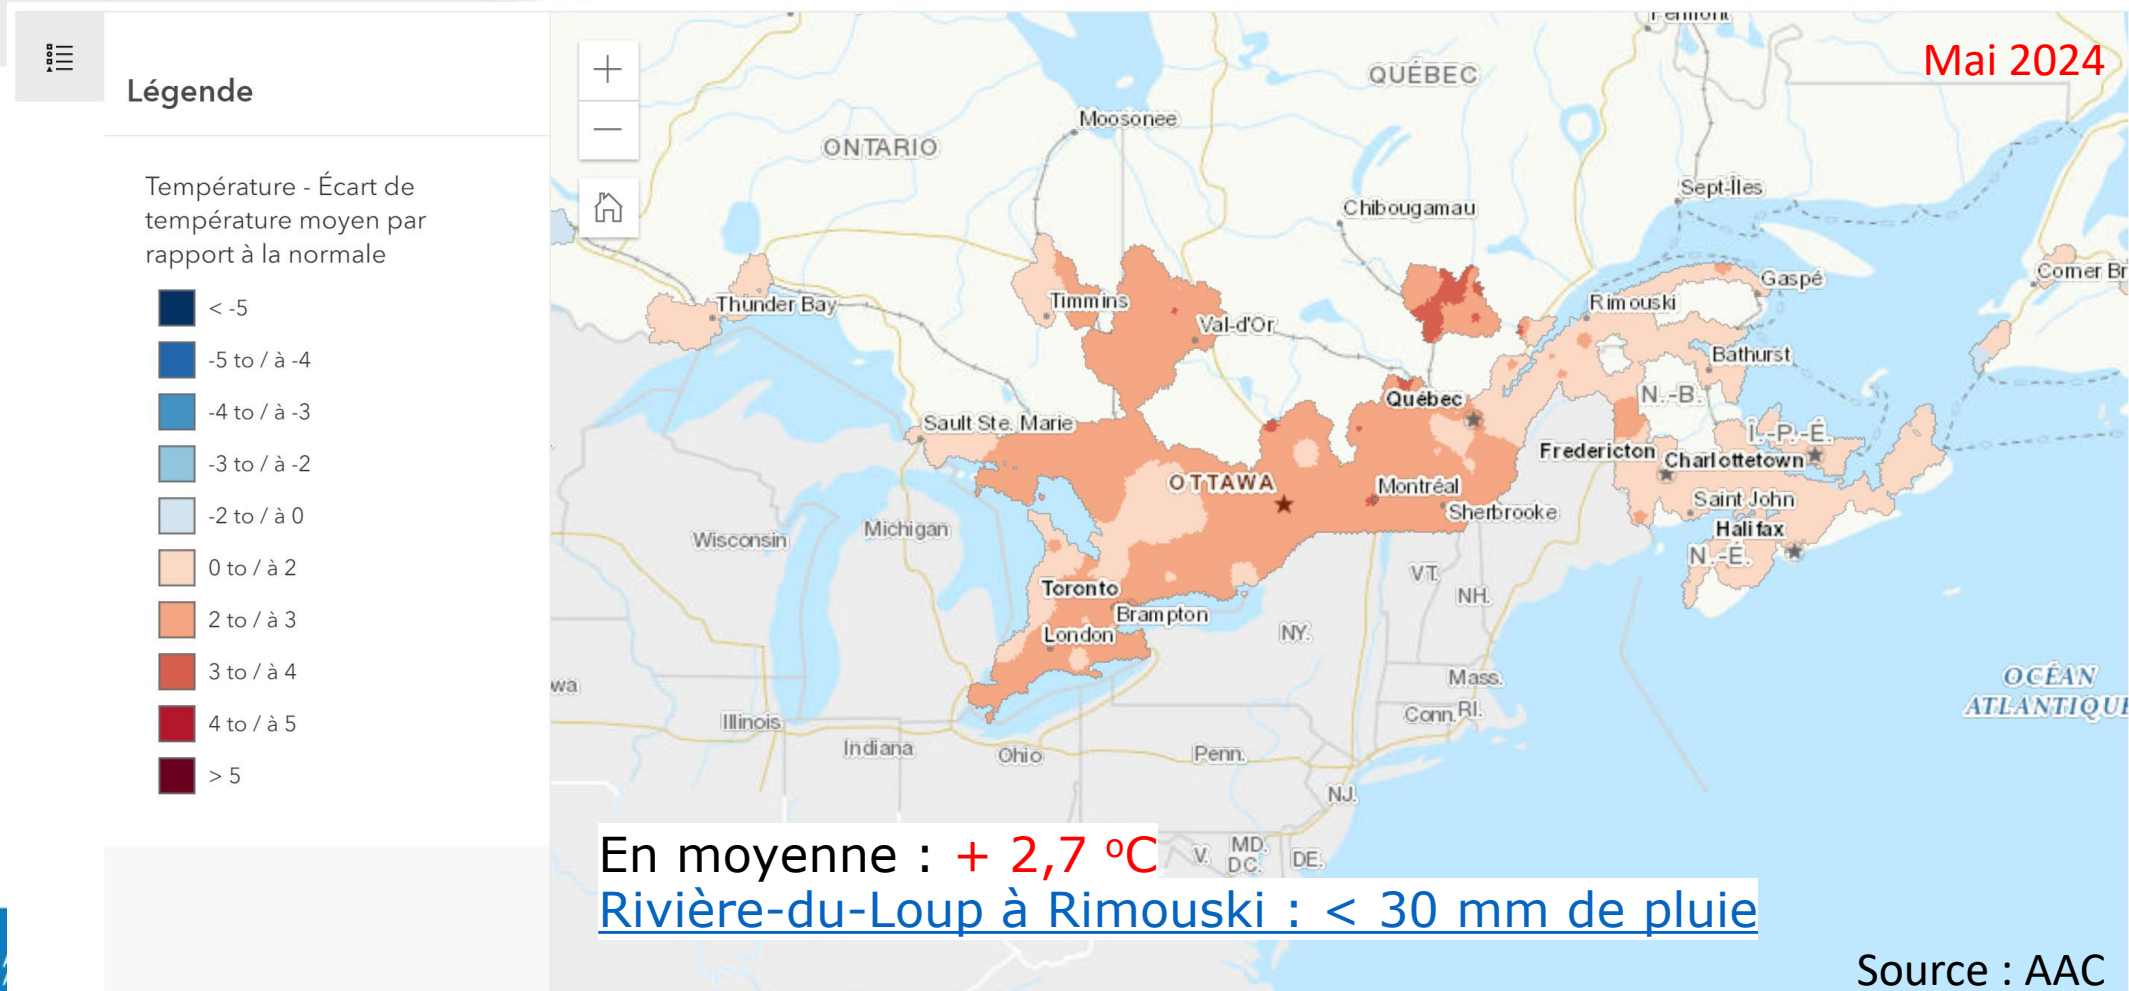 Légende
Température - Écart de
température moyen par
rapport à la normale
< -5
-5 to / à -4
-4 to / à -3
-3 to / à -2
-2 to / à 0
0 to / à 2
2 to / à 3
3 to / à 4
4 to / à 5
> 5
Mai 2024
Fermont
QUÉBEC
Moosonee
ONTARIO
Sept-Îles
Chibougamau
Corner Br
Gaspé
Thunder Bay
Timmins
Rimouski
Val-d'Or
Bathurst
Québec
N.-B.
Sault Ste. Marie
Î.-P.-É.
Fredericton
Charlottetown
OTTAWA
Montréal
Saint John
Sherbrooke
Halifax
Michigan
Wisconsin
N.-É.
VT.
Toronto
NH.
Brampton
London
NY.
Mass.
OCÉAN
ATLANTIQUE
wa
Conn.
RI.
Illinois
Indiana
Ohio
Penn.
NJ.
MD.
V.
DC.
DE.
En moyenne : + 2,7 ºC
Rivière-du-Loup à Rimouski : < 30 mm de pluie
Source : AAC